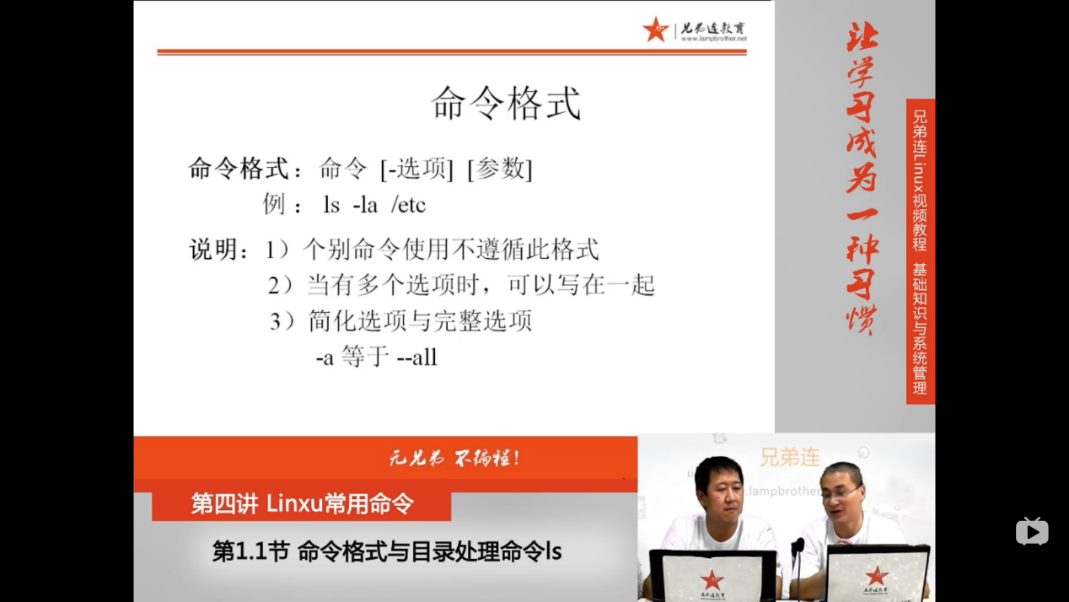 兄弟连教育
www.lampbrother.net
命令格式
命令格式：命令 [-选项] [参数]
例： ls -la /etc
说明：1）个别命令使用不遵循此格式
2）当有多个选项时，可以写在一起
3）简化选项与完整选项
-a 等于 --all
让学习成为一种习惯
兄弟连Linux视频教程 基础知识与系统管理
无兄弟 不编程！
第四讲 Linxu常用命令
第1.1节 命令格式与目录处理命令ls
兄弟连
.lampbrother